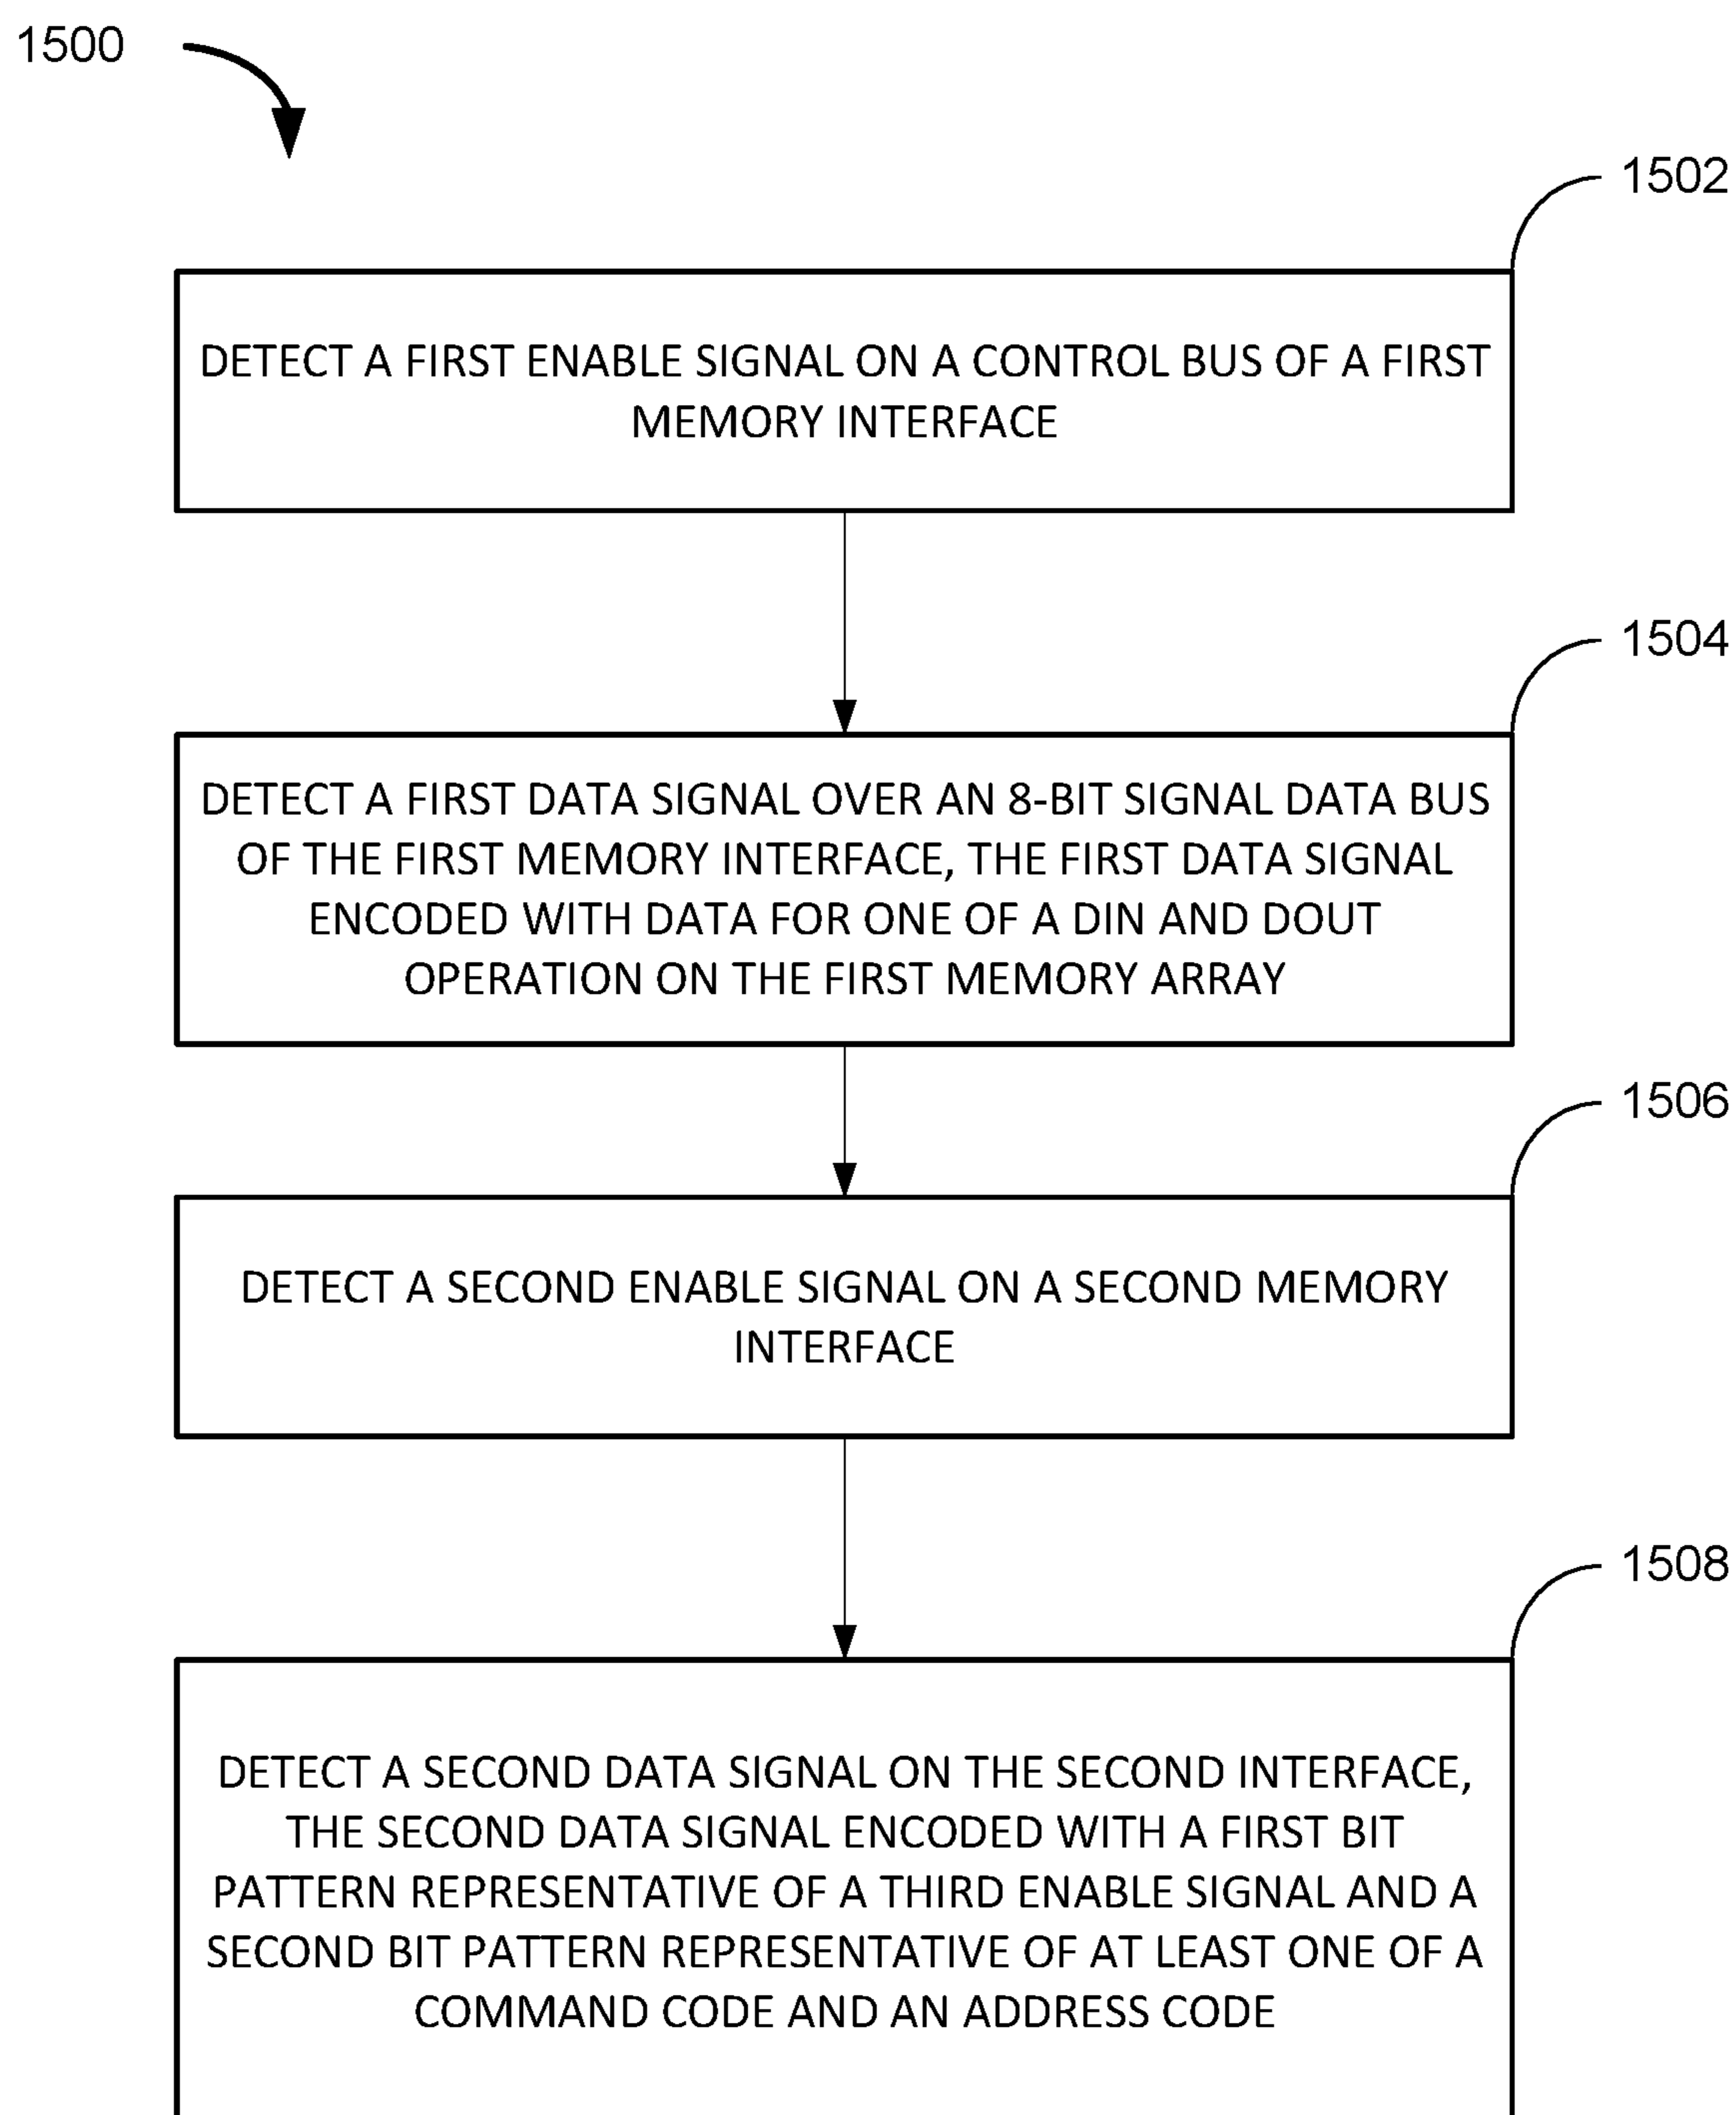 1500
1502
DETECT A FIRST ENABLE SIGNAL ON A CONTROL BUS OF A FIRST
MEMORY INTERFACE
1504
DETECT A FIRST DATA SIGNAL OVER AN 8-BIT SIGNAL DATA BUS
OF THE FIRST MEMORY INTERFACE, THE FIRST DATA SIGNAL
ENCODED WITH DATA FOR ONE OF A DIN AND DOUT
OPERATION ON THE FIRST MEMORY ARRAY
1506
DETECT A SECOND ENABLE SIGNAL ON A SECOND MEMORY
INTERFACE
1508
DETECT A SECOND DATA SIGNAL ON THE SECOND INTERFACE,
THE SECOND DATA SIGNAL ENCODED WITH A FIRST BIT
PATTERN REPRESENTATIVE OF A THIRD ENABLE SIGNAL AND A
SECOND BIT PATTERN REPRESENTATIVE OF AT LEAST ONE OF A
COMMAND CODE AND AN ADDRESS CODE